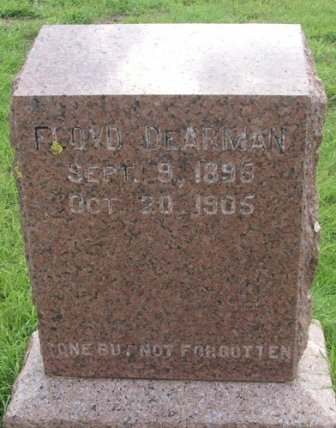 FLOYD DEARMAN
SEPT. 9, 1896
OCT. 20, 1905
GONE BUT NOT FORGOTTEN